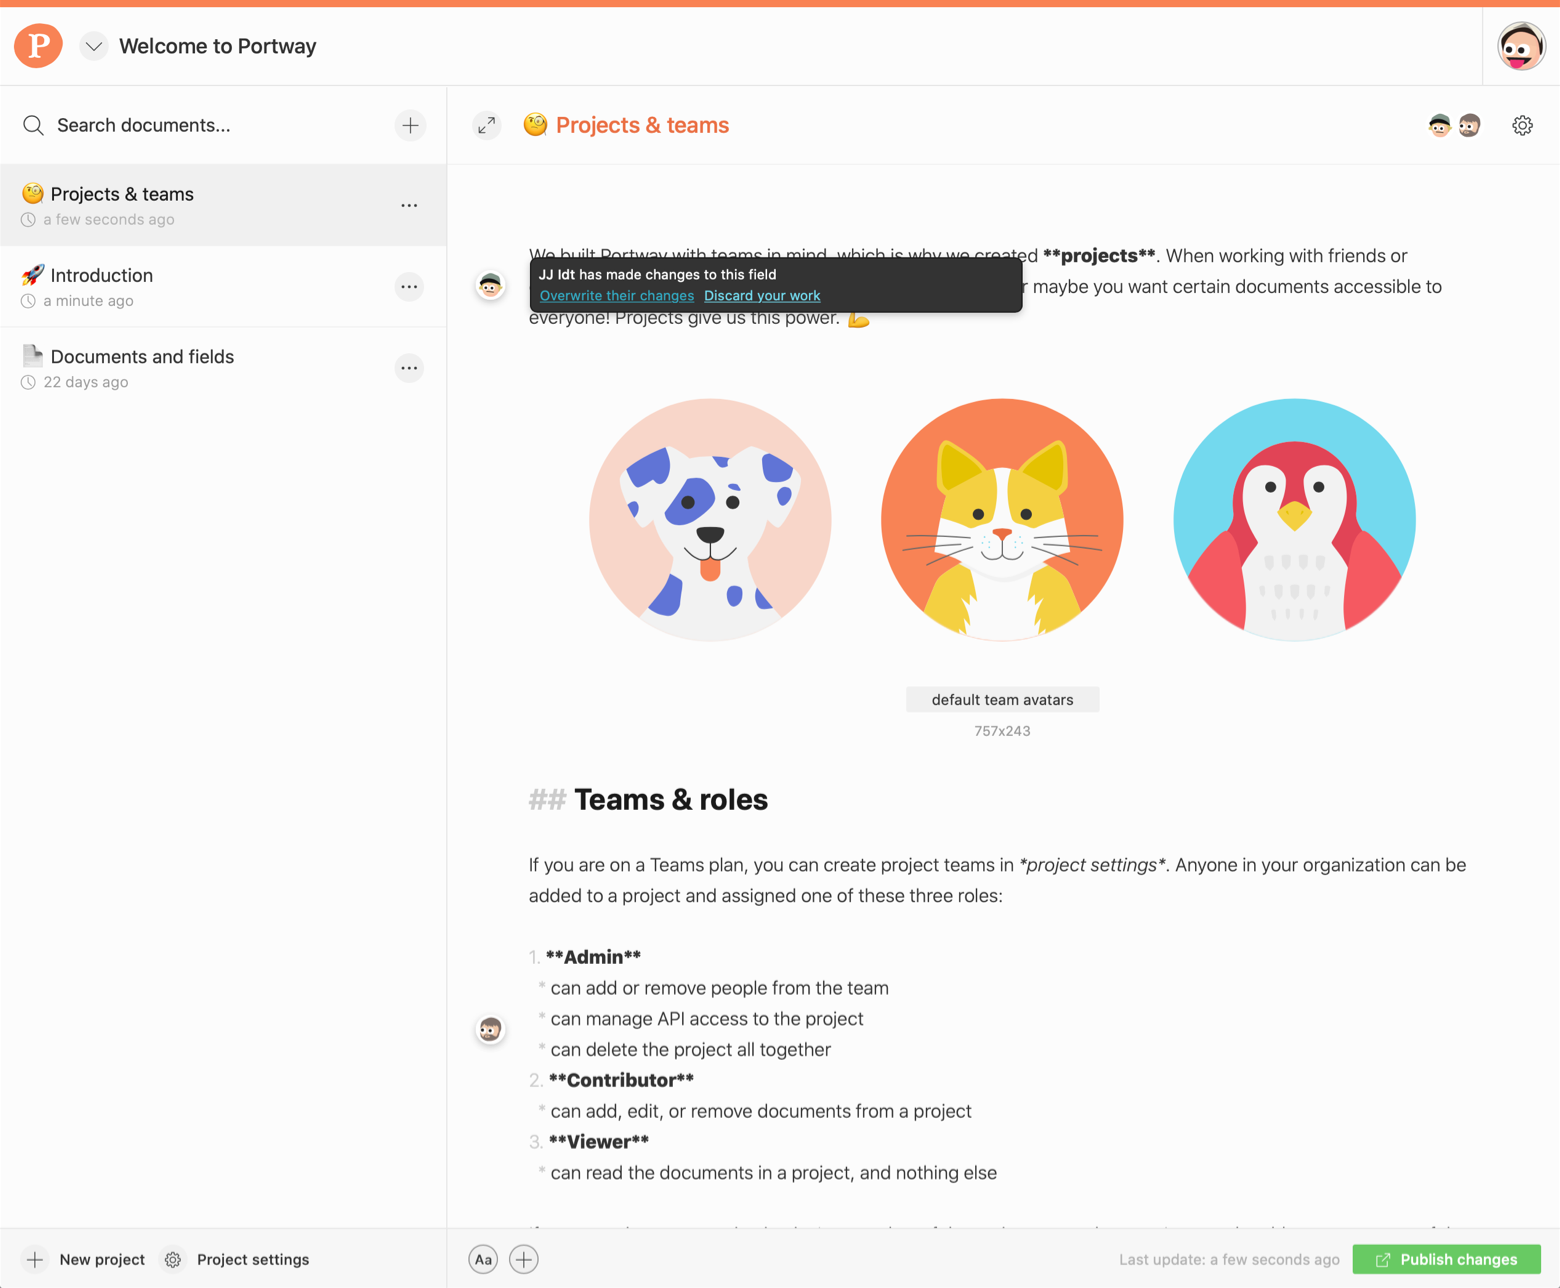 P
Welcome to Portway
Search documents...
Projects & teams
a few seconds ago
Introduction
a minute ago
Documents and fields
22 days ago
New project
Project settings
Projects & teams
We built Portway with teams in mind, which is why we created **projects**. When working with friends or
JJ Idt has made changes to this field
Overwrite their changes Discard your work
maybe you want certain documents accessible to
everyone! Projects give us this power. 💪
default team avatars
757x243
## Teams & roles
If you are on a Teams plan, you can create project teams in *project settings*. Anyone in your organization can be
added to a project and assigned one of these three roles:
1. **Admin**
* can add or remove people from the team
* can manage API access to the project
* can delete the project all together
2. **Contributor**
* can add, edit, or remove documents from a project
3. **Viewer**
* can read the documents in a project, and nothing else
Aa
Last update: a few seconds ago
Publish changes